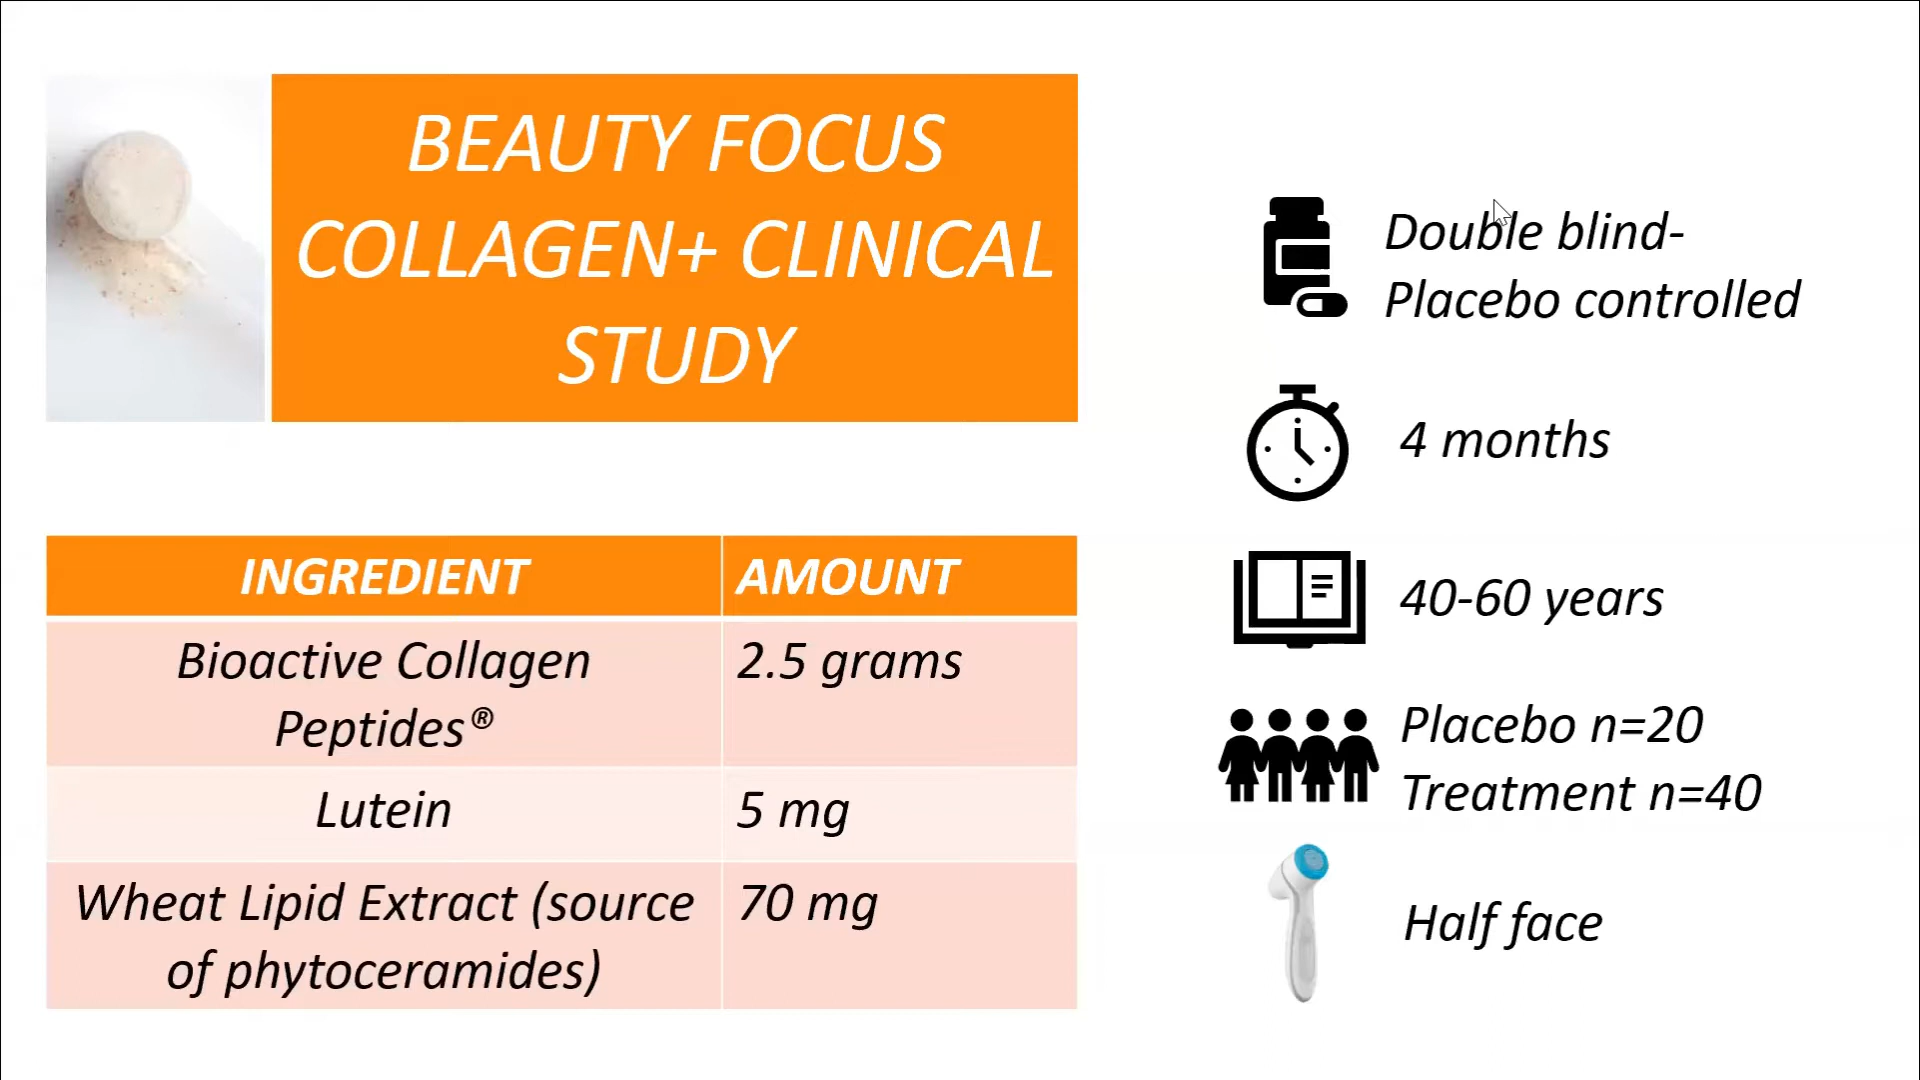 BEAUTY FOCUS
COLLAGEN+ CLINICAL
STUDY
INGREDIENT
AMOUNT
Bioactive Collagen
Peptides®
2.5 grams
Lutein
5 mg
Wheat Lipid Extract (source
of phytoceramides)
70 mg
Double blind-
Placebo controlled
4 months
40-60 years
Placebo n=20
Treatment n=40
Half face